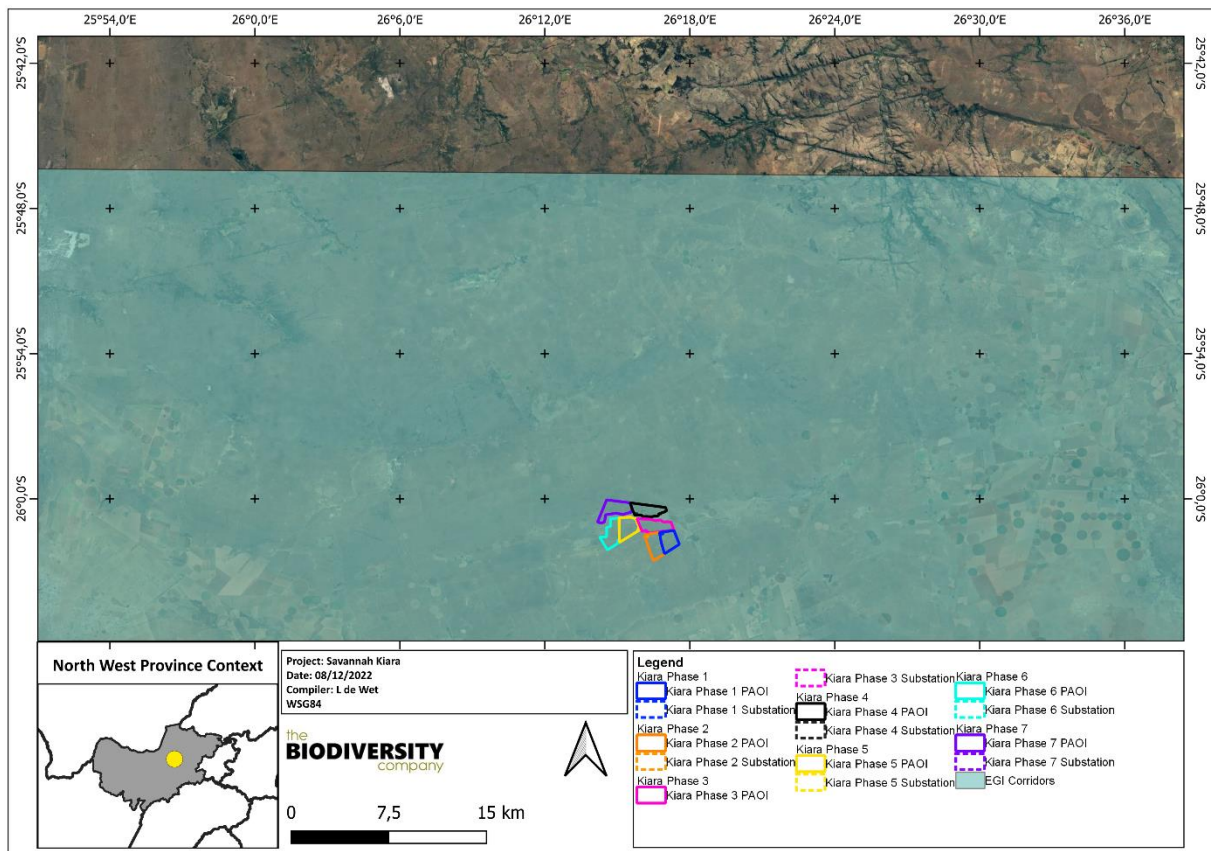 25°54,0'E 26°0,0'E 26°6,0'E 26°12,0'E 26°18,0'E 26°24,0'E 26°30,0'E 26°36,0'E
25°42,0'S 25°42,0'S
25°48,0'S 25°48,0'S
25°54,0'S 25°54,0'S
26°0,0'S 26°0,0'S
North West Province Context
Project: Savannah Kiara
Date: 08/12/2022
Compiler: L de Wet
WSG84
the
BIODIVERSITY
company
0 7,5 15 km
Legend
Kiara Phase 1
Kiara Phase 1 PAOI
Kiara Phase 1 Substation
Kiara Phase 2
Kiara Phase 2 PAOI
Kiara Phase 2 Substation
Kiara Phase 3
Kiara Phase 3 PAOI
Kiara Phase 3 Substation
Kiara Phase 4
Kiara Phase 4 PAOI
Kiara Phase 4 Substation
Kiara Phase 5
Kiara Phase 5 PAOI
Kiara Phase 5 Substation
Kiara Phase 6
Kiara Phase 6 PAOI
Kiara Phase 6 Substation
Kiara Phase 7
Kiara Phase 7 PAOI
Kiara Phase 7 Substation
EGI Corridors